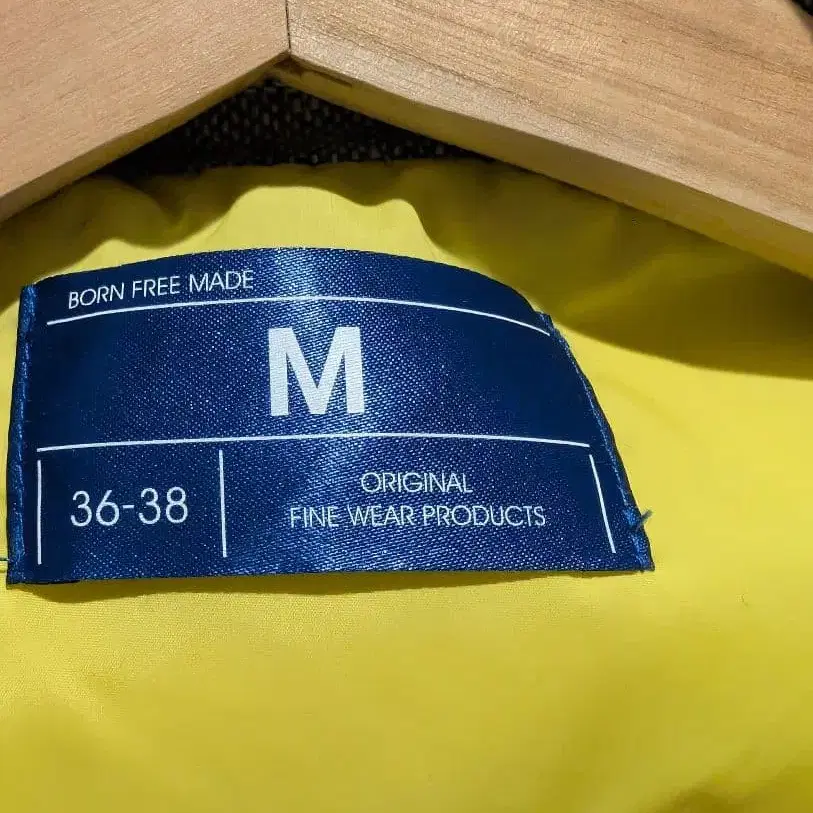 BORN FREE MADE
M
36-38
ORIGINAL
FINE WEAR PRODUCTS